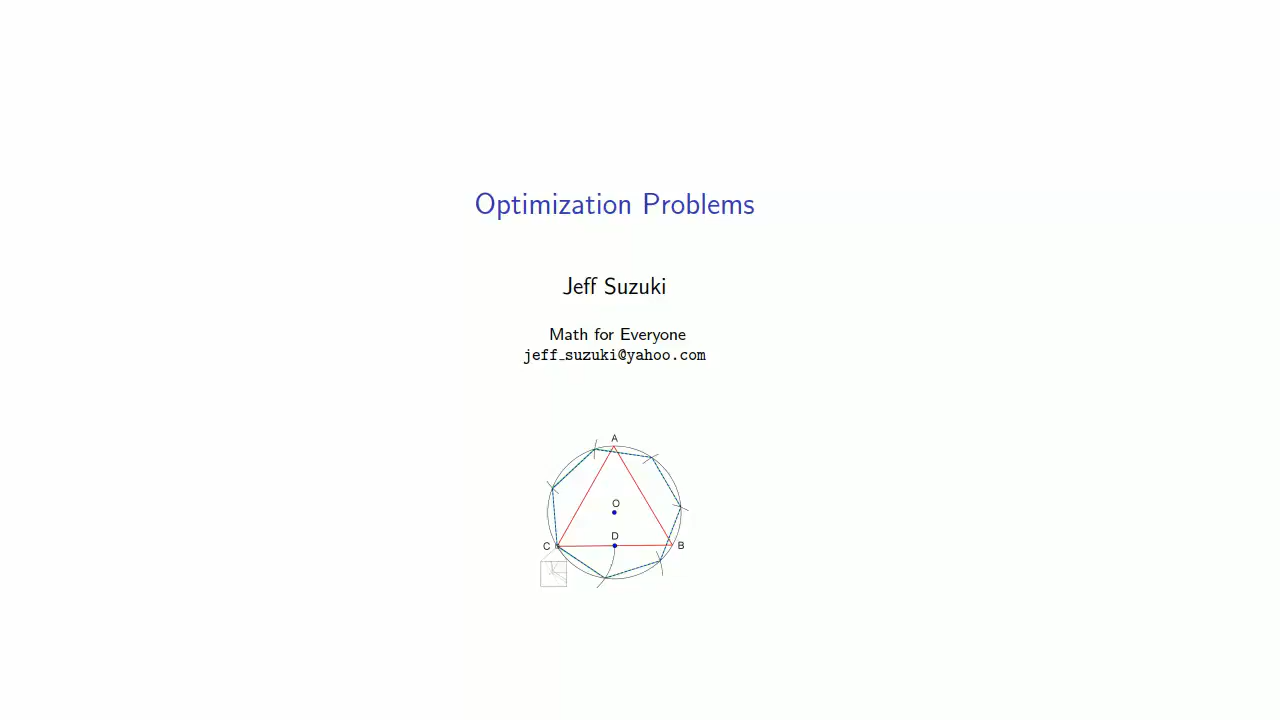 Optimization Problems
Jeff Suzuki
Math for Everyone
jeff_suzuki@yahoo.com
A
O
D
C
B